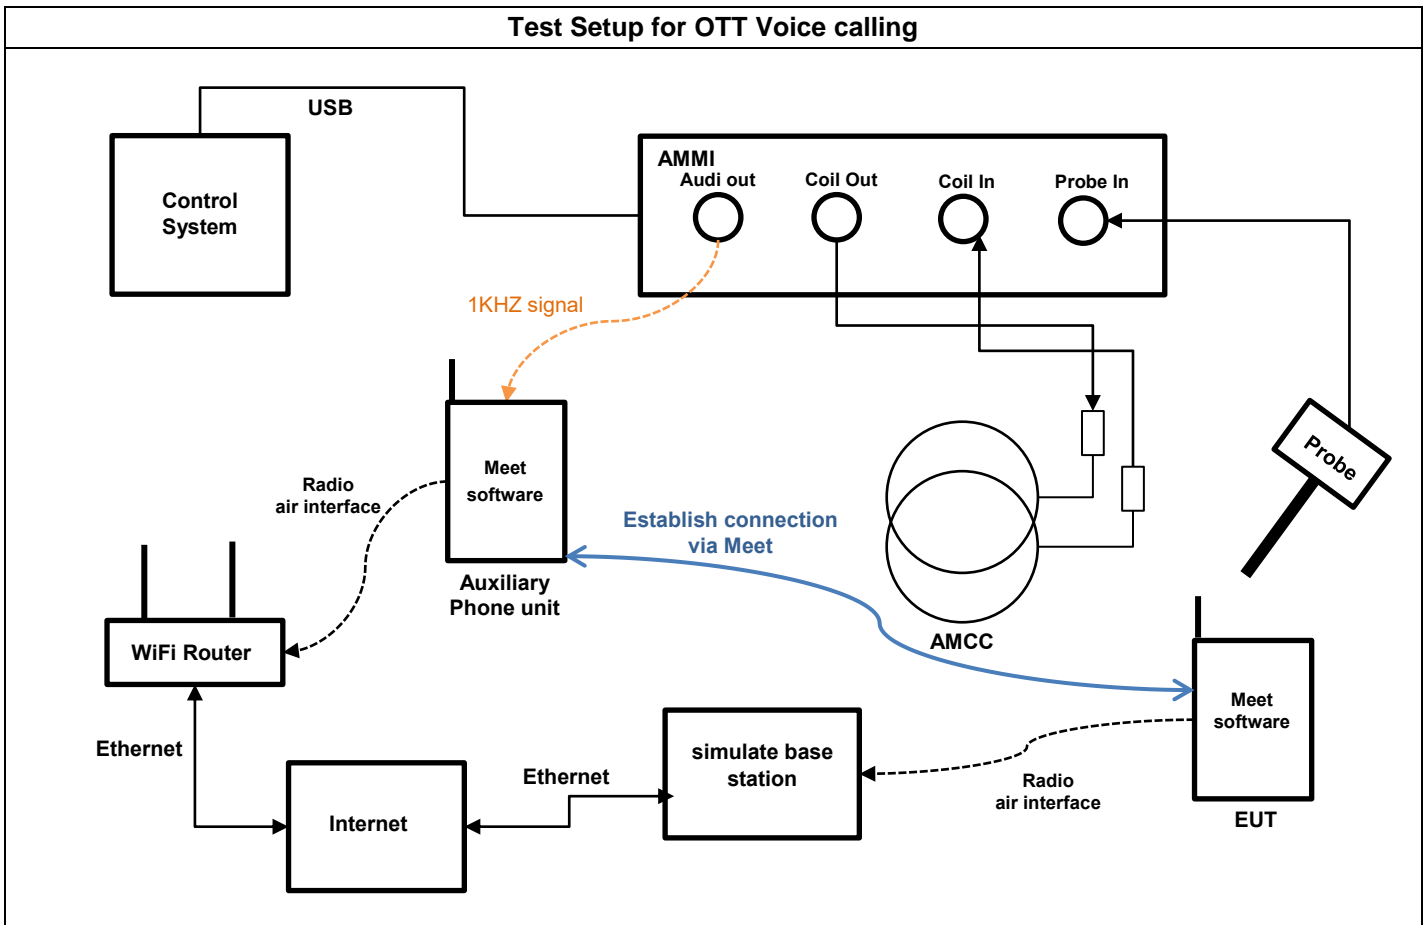 Test Setup for OTT Voice calling
USB
Control
System
AMMI
Audi out
Coil Out
Coil In
Probe In
1KHZ signal
Probe
Radio
air interface
Meet
software
Establish connection
via Meet
Auxiliary
Phone unit
AMCC
WiFi Router
Meet
software
Ethernet
simulate base
station
Ethernet
Radio
air interface
Internet
EUT